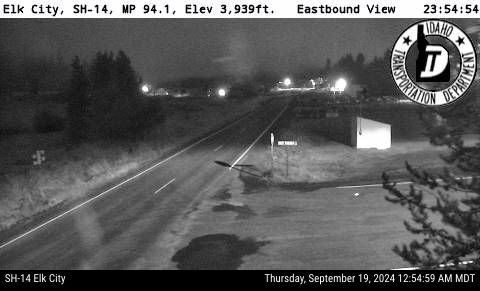 Elk City, SH-14, MP 94.1, Elev 3,939ft. Eastbound View 23:54:54
IDAHO
TRANSPORTATION DEPARTMENT
SH-14 Elk City Thursday, September 19, 2024 12:54:59 AM MDT